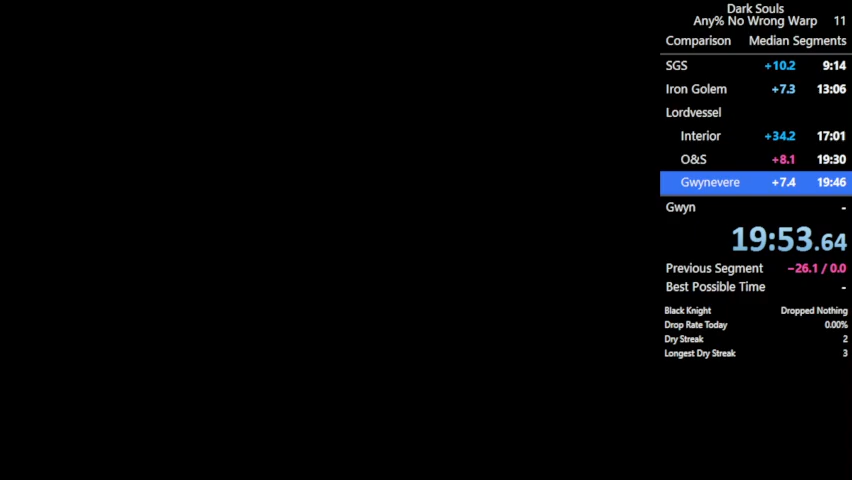 Dark Souls
Any% No Wrong Warp 11
Comparison Median Segments
SGS +10.2 9:14
Iron Golem +7.3 13:06
Lordvessel
Interior +34.2 17:01
O&S +8.1 19:30
Gwynevere +7.4 19:46
Gwyn -
19:53.64
Previous Segment −26.1 / 0.0
Best Possible Time -
Black Knight Dropped Nothing
Drop Rate Today 0.00%
Dry Streak 2
Longest Dry Streak 3